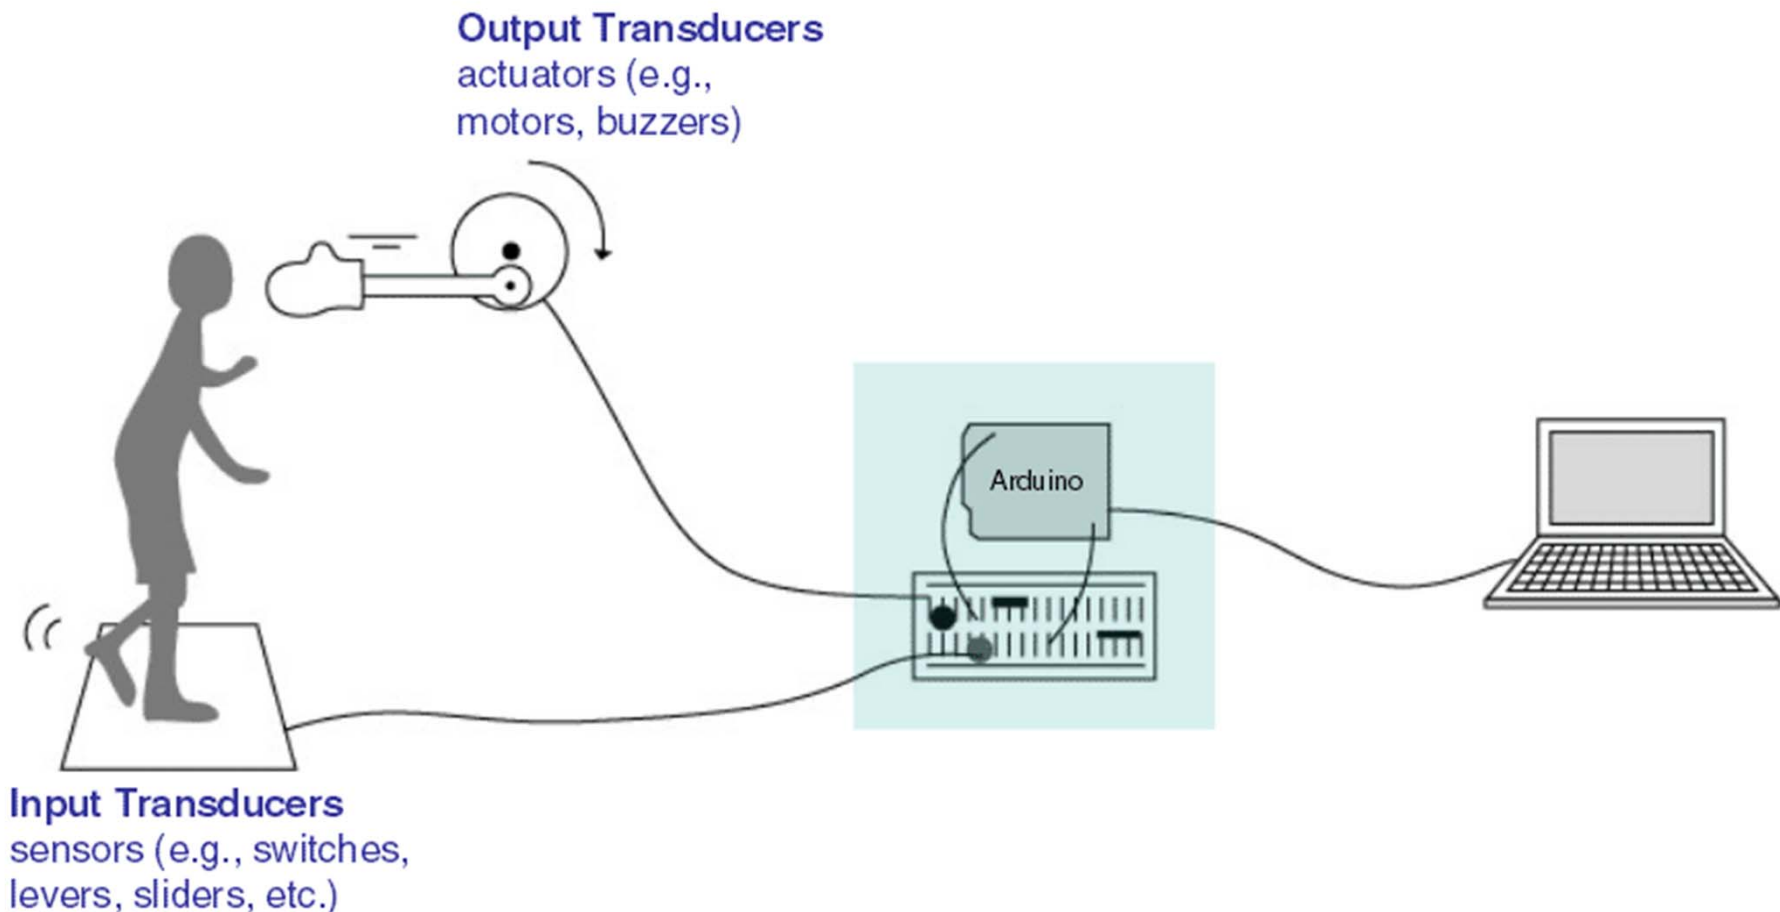 Output Transducers
actuators (e.g.,
motors, buzzers)
Arduino
Input Transducers
sensors (e.g., switches,
levers, sliders, etc.)